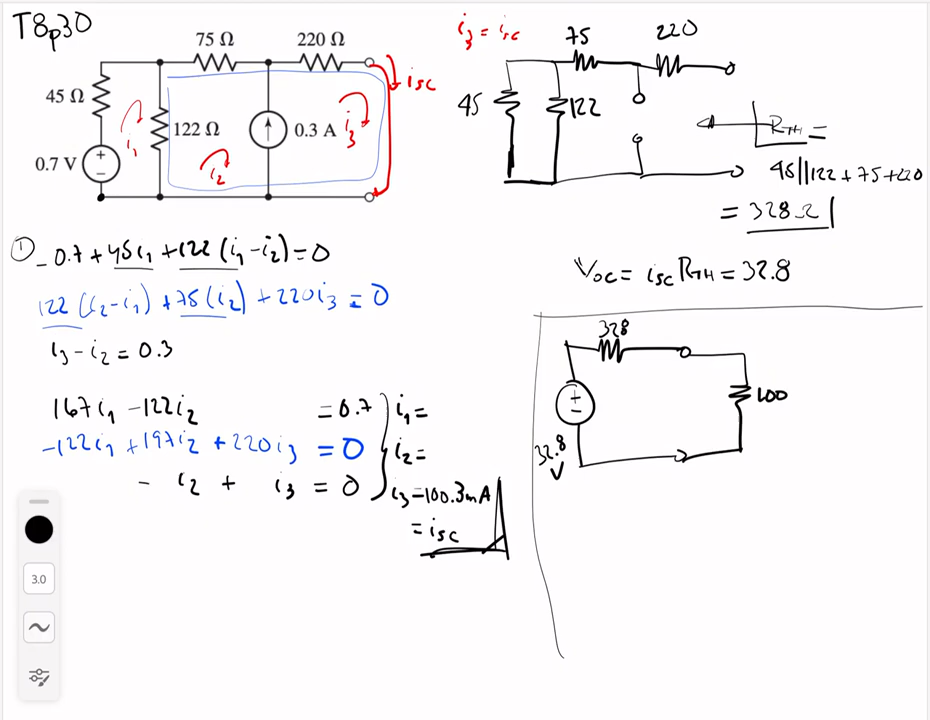 T8p30
75 Ω 220 Ω
45 Ω
122 Ω
0.3 A
0.7 V
+
−
i1
i2
i3
isc
i3 = isc
75 220
45 122
RTH =
45||122 + 75 + 220
= 328 Ω
① -0.7 + 45i1 + 122 (i1 - i2) = 0
122 (i2 - i1) + 75 (i2) + 220i3 = 0
i3 - i2 = 0.3
167i1 - 122i2 = 0.7
-122i1 + 197i2 + 220i3 = 0
- i2 + i3 = 0
i1 =
i2 =
i3 = 100.3mA
= isc
VOC = isc RTH = 32.8
328
+
−
100
32.8
V
3.0